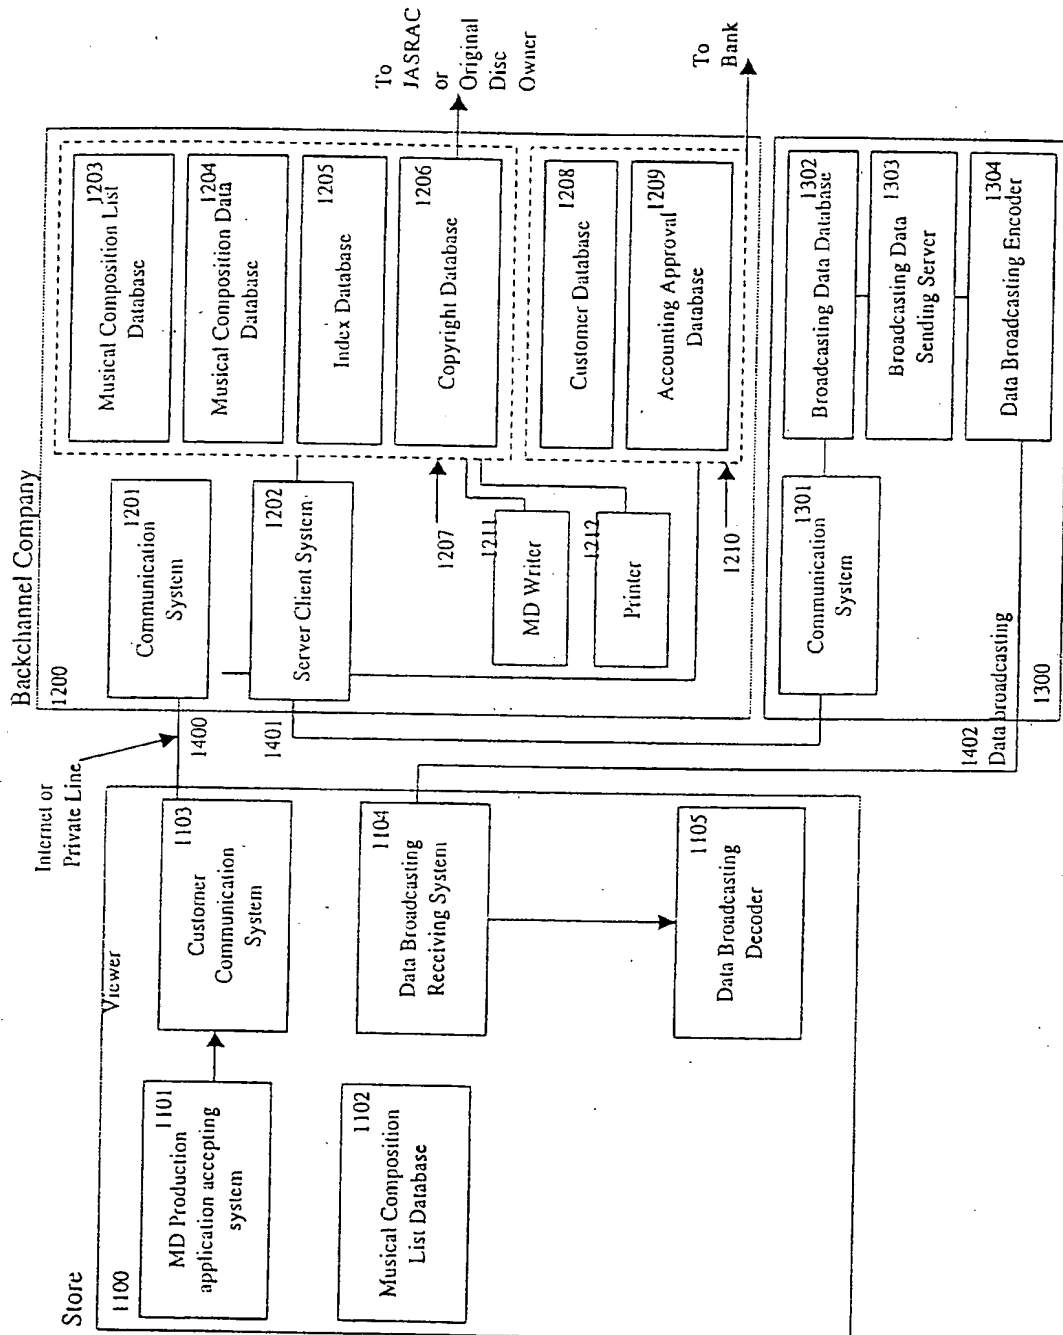 Store
1100
Viewer
1101
MD Production
application accepting
system
1103
Customer
Communication
System
1102
Musical Composition
List Database
1104
Data Broadcasting
Receiving System
1105
Data Broadcasting
Decoder
Internet or
Private Line
1400
1401
1402
Data broadcasting
Backchannel Company
1200
1201
Communication
System
1202
Server Client System
1207
1211
MD Writer
1212
Printer
1210
1203
Musical Composition List
Database
1204
Musical Composition Data
Database
1205
Index Database
1206
Copyright Database
1208
Customer Database
1209
Accounting Approval
Database
To
JASRAC
or
Original
Disc
Owner
To
Bank
1300
1301
Communication
System
1302
Broadcasting Data Database
1303
Broadcasting Data
Sending Server
1304
Data Broadcasting Encoder